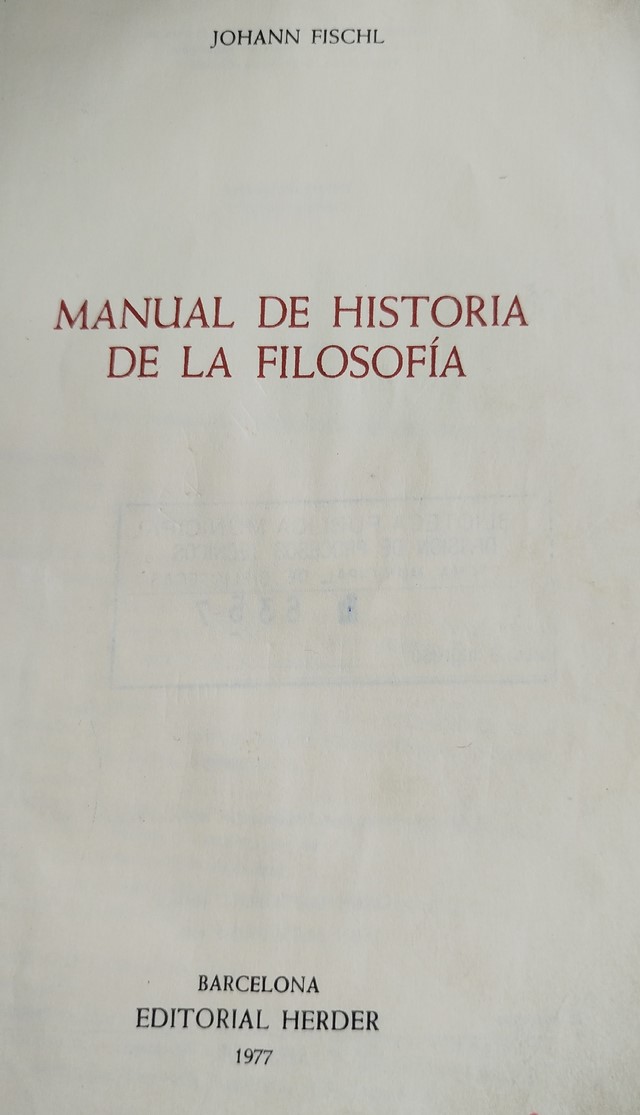 JOHANN FISCHL
MANUAL DE HISTORIA
DE LA FILOSOFÍA
BARCELONA
EDITORIAL HERDER
1977